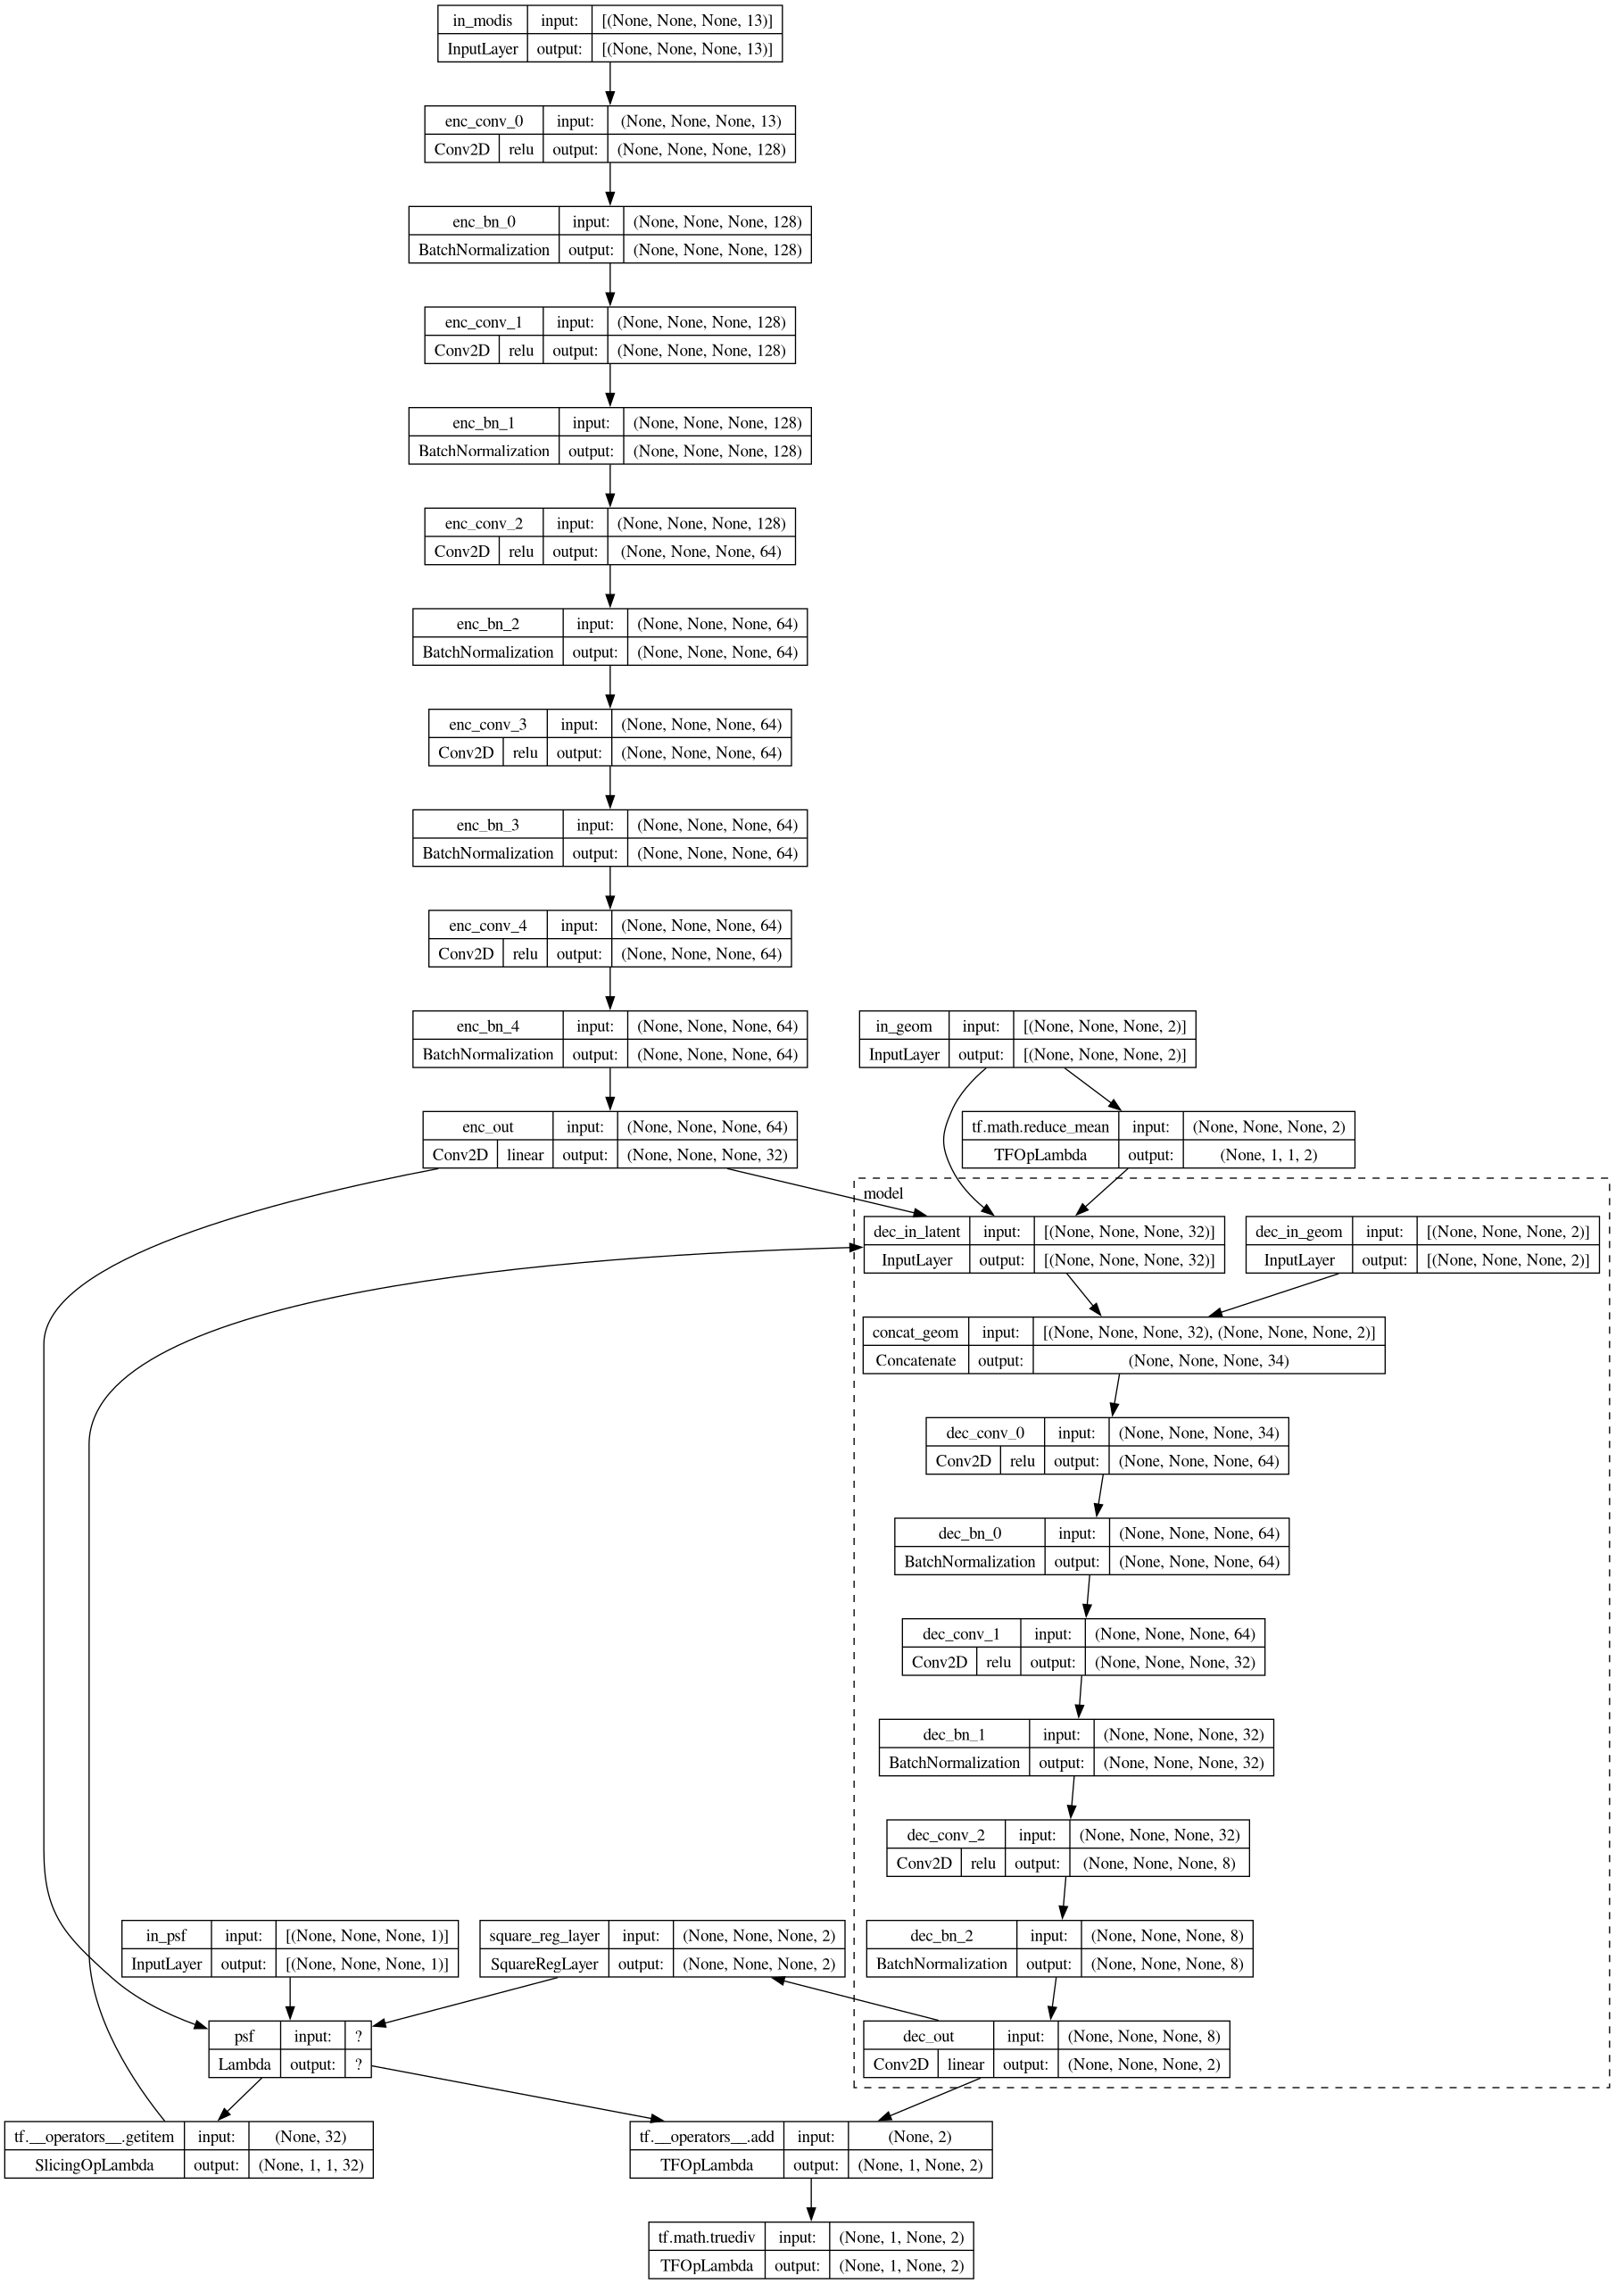 in_modis input: [(None, None, None, 13)]
InputLayer output: [(None, None, None, 13)]
enc_conv_0 input: (None, None, None, 13)
Conv2D relu output: (None, None, None, 128)
enc_bn_0 input: (None, None, None, 128)
BatchNormalization output: (None, None, None, 128)
enc_conv_1 input: (None, None, None, 128)
Conv2D relu output: (None, None, None, 128)
enc_bn_1 input: (None, None, None, 128)
BatchNormalization output: (None, None, None, 128)
enc_conv_2 input: (None, None, None, 128)
Conv2D relu output: (None, None, None, 64)
enc_bn_2 input: (None, None, None, 64)
BatchNormalization output: (None, None, None, 64)
enc_conv_3 input: (None, None, None, 64)
Conv2D relu output: (None, None, None, 64)
enc_bn_3 input: (None, None, None, 64)
BatchNormalization output: (None, None, None, 64)
enc_conv_4 input: (None, None, None, 64)
Conv2D relu output: (None, None, None, 64)
enc_bn_4 input: (None, None, None, 64)
BatchNormalization output: (None, None, None, 64)
in_geom input: [(None, None, None, 2)]
InputLayer output: [(None, None, None, 2)]
enc_out input: (None, None, None, 64)
Conv2D linear output: (None, None, None, 32)
tf.math.reduce_mean input: (None, None, None, 2)
TFOpLambda output: (None, 1, 1, 2)
model
dec_in_latent input: [(None, None, None, 32)]
InputLayer output: [(None, None, None, 32)]
dec_in_geom input: [(None, None, None, 2)]
InputLayer output: [(None, None, None, 2)]
concat_geom input: [(None, None, None, 32), (None, None, None, 2)]
Concatenate output: (None, None, None, 34)
dec_conv_0 input: (None, None, None, 34)
Conv2D relu output: (None, None, None, 64)
dec_bn_0 input: (None, None, None, 64)
BatchNormalization output: (None, None, None, 64)
dec_conv_1 input: (None, None, None, 64)
Conv2D relu output: (None, None, None, 32)
dec_bn_1 input: (None, None, None, 32)
BatchNormalization output: (None, None, None, 32)
dec_conv_2 input: (None, None, None, 32)
Conv2D relu output: (None, None, None, 8)
in_psf input: [(None, None, None, 1)]
InputLayer output: [(None, None, None, 1)]
square_reg_layer input: (None, None, None, 2)
SquareRegLayer output: (None, None, None, 2)
dec_bn_2 input: (None, None, None, 8)
BatchNormalization output: (None, None, None, 8)
psf input: ?
Lambda output: ?
dec_out input: (None, None, None, 8)
Conv2D linear output: (None, None, None, 2)
tf.__operators__.getitem input: (None, 32)
SlicingOpLambda output: (None, 1, 1, 32)
tf.__operators__.add input: (None, 2)
TFOpLambda output: (None, 1, None, 2)
tf.math.truediv input: (None, 1, None, 2)
TFOpLambda output: (None, 1, None, 2)